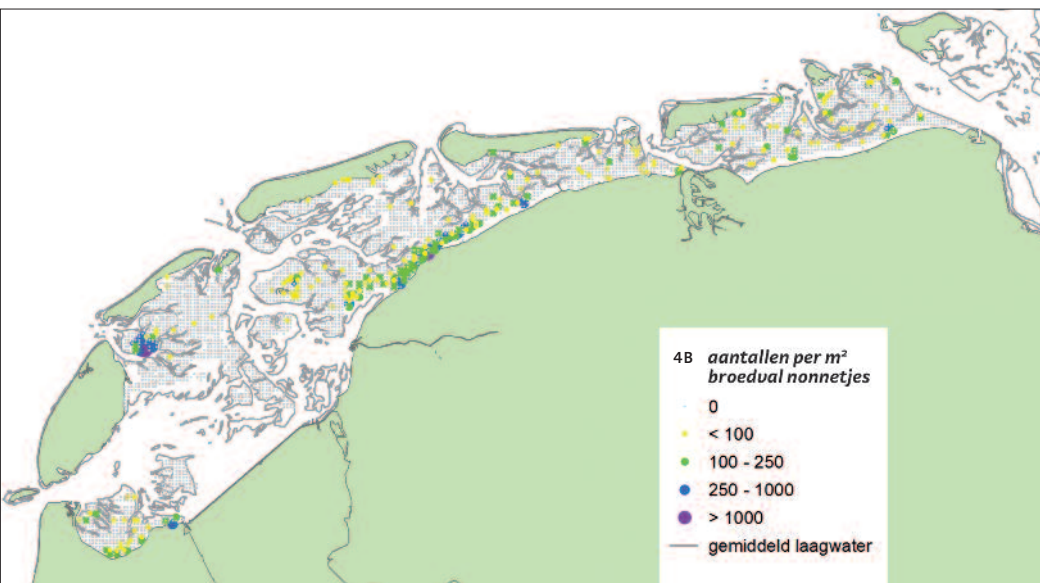 4B aantallen per m²
broedval nonnetjes
0
< 100
100 - 250
250 - 1000
> 1000
gemiddeld laagwater